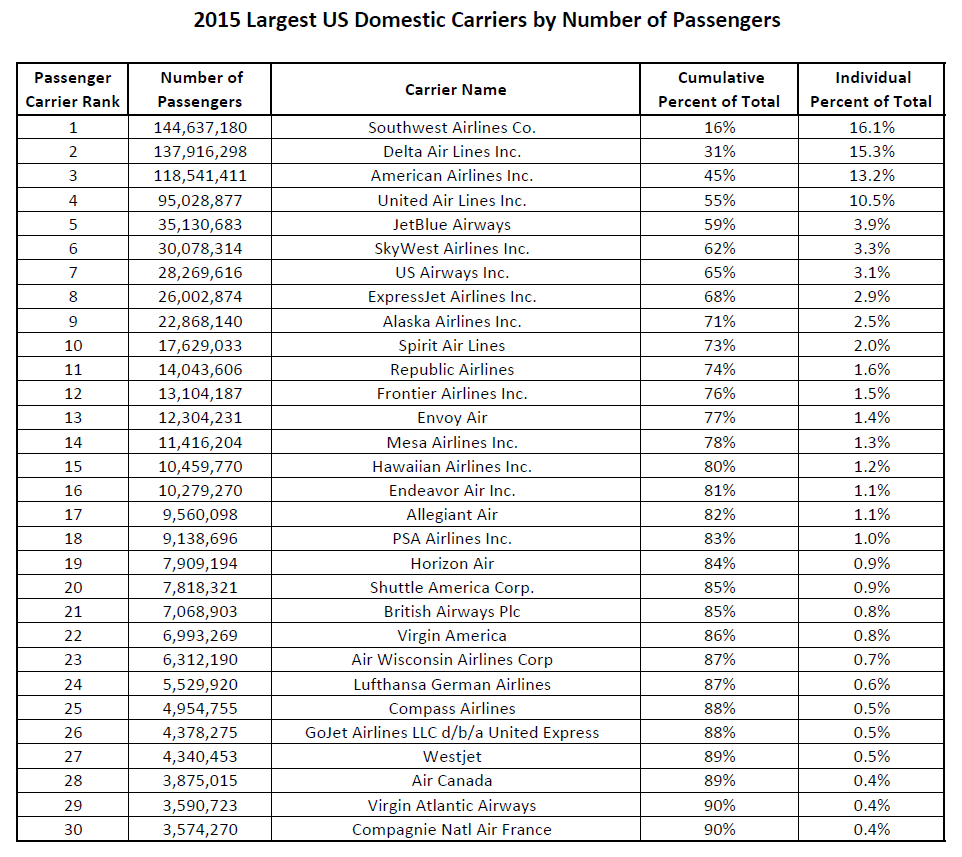 2015 Largest US Domestic Carriers by Number of Passengers
Passenger Carrier Rank Number of Passengers Carrier Name Cumulative Percent of Total Individual Percent of Total
1 144,637,180 Southwest Airlines Co. 16% 16.1%
2 137,916,298 Delta Air Lines Inc. 31% 15.3%
3 118,541,411 American Airlines Inc. 45% 13.2%
4 95,028,877 United Air Lines Inc. 55% 10.5%
5 35,130,683 JetBlue Airways 59% 3.9%
6 30,078,314 SkyWest Airlines Inc. 62% 3.3%
7 28,269,616 US Airways Inc. 65% 3.1%
8 26,002,874 ExpressJet Airlines Inc. 68% 2.9%
9 22,868,140 Alaska Airlines Inc. 71% 2.5%
10 17,629,033 Spirit Air Lines 73% 2.0%
11 14,043,606 Republic Airlines 74% 1.6%
12 13,104,187 Frontier Airlines Inc. 76% 1.5%
13 12,304,231 Envoy Air 77% 1.4%
14 11,416,204 Mesa Airlines Inc. 78% 1.3%
15 10,459,770 Hawaiian Airlines Inc. 80% 1.2%
16 10,279,270 Endeavor Air Inc. 81% 1.1%
17 9,560,098 Allegiant Air 82% 1.1%
18 9,138,696 PSA Airlines Inc. 83% 1.0%
19 7,909,194 Horizon Air 84% 0.9%
20 7,818,321 Shuttle America Corp. 85% 0.9%
21 7,068,903 British Airways Plc 85% 0.8%
22 6,993,269 Virgin America 86% 0.8%
23 6,312,190 Air Wisconsin Airlines Corp 87% 0.7%
24 5,529,920 Lufthansa German Airlines 87% 0.6%
25 4,954,755 Compass Airlines 88% 0.5%
26 4,378,275 GoJet Airlines LLC d/b/a United Express 88% 0.5%
27 4,340,453 Westjet 89% 0.5%
28 3,875,015 Air Canada 89% 0.4%
29 3,590,723 Virgin Atlantic Airways 90% 0.4%
30 3,574,270 Compagnie Natl Air France 90% 0.4%